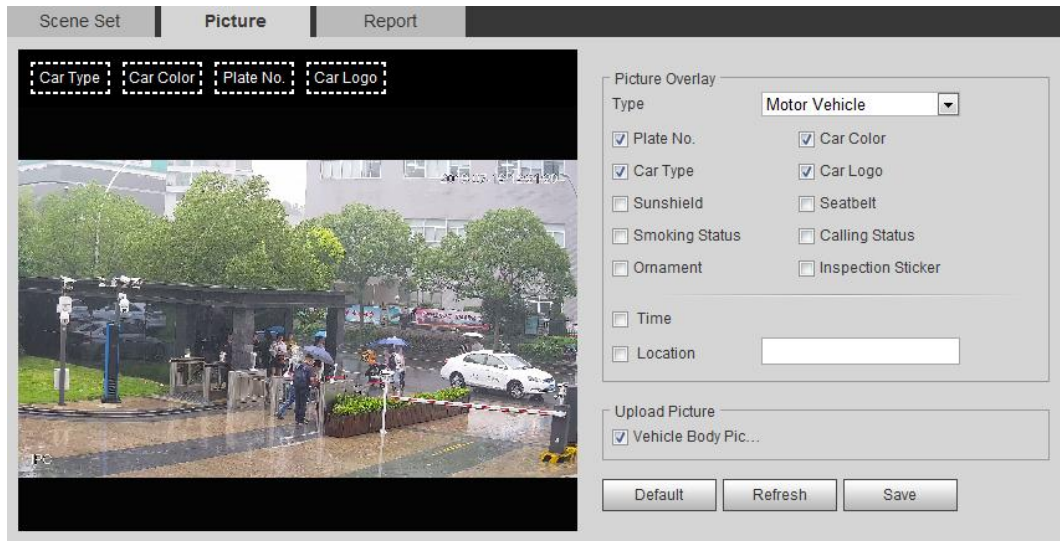 Scene Set Picture Report
Car Type Car Color Plate No. Car Logo
IPC
Picture Overlay
Type Motor Vehicle
Plate No. Car Color
Car Type Car Logo
Sunshield Seatbelt
Smoking Status Calling Status
Ornament Inspection Sticker
Time
Location
Upload Picture
Vehicle Body Pic...
Default Refresh Save